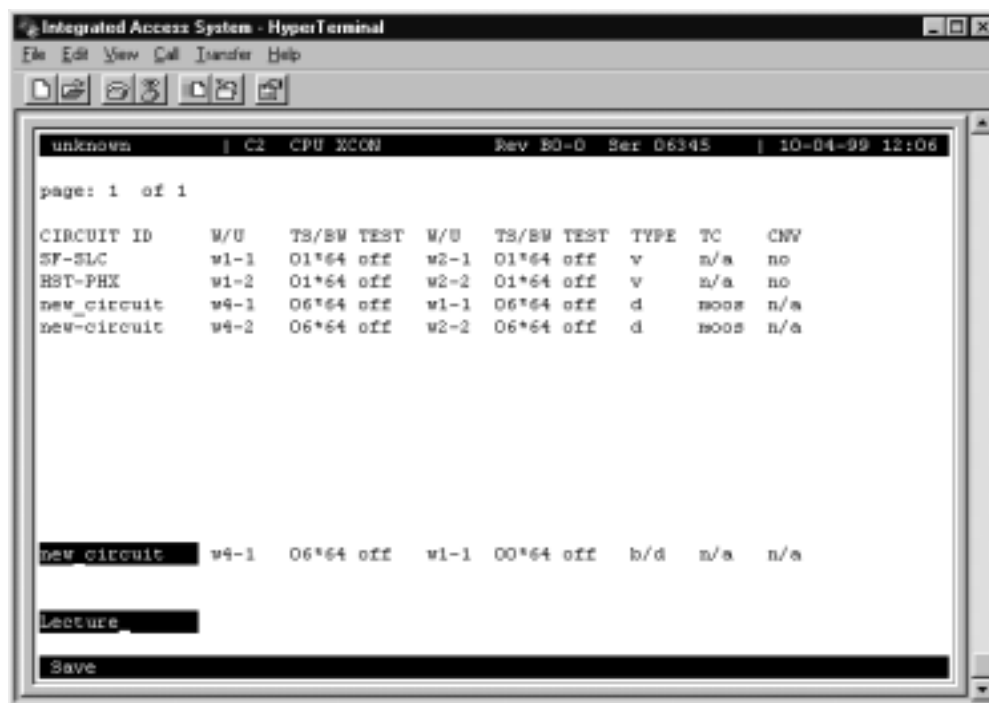 Integrated Access System - HyperTerminal
File Edit View Call Transfer Help
unknown | C2 CPU XCON Rev B0-0 Ser 06345 | 10-04-99 12:06
page: 1 of 1
CIRCUIT ID W/U TS/BW TEST W/U TS/BW TEST TYPE TC CNV
SF-SLC w1-1 01*64 off w2-1 01*64 off v n/a no
HST-PHX w1-2 01*64 off w2-2 01*64 off v n/a no
new_circuit w4-1 06*64 off w1-1 06*64 off d moos n/a
new-circuit w4-2 06*64 off w2-2 06*64 off d moos n/a
new_circuit w4-1 06*64 off w1-1 00*64 off b/d n/a n/a
Lecture_
Save